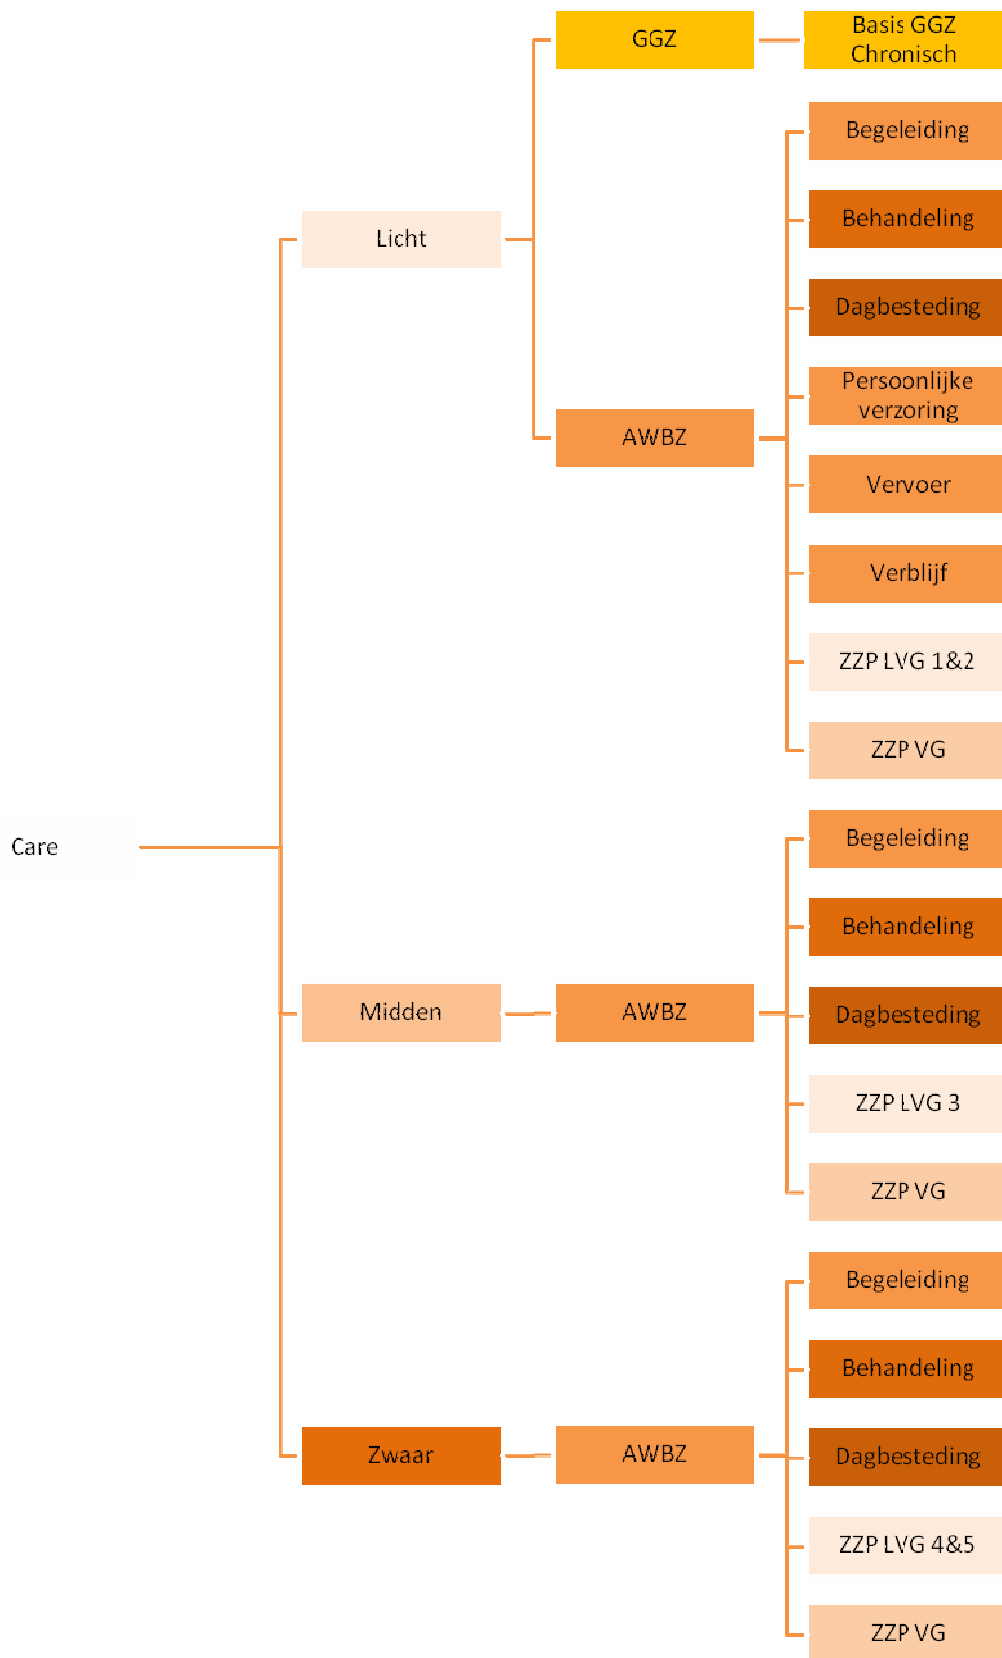 GGZ
Basis GGZ
Chronisch
Begeleiding
Behandeling
Licht
Dagbesteding
Persoonlijke
verzoring
AWBZ
Vervoer
Verblijf
ZZP LVG 1&2
ZZP VG
Care
Begeleiding
Behandeling
Midden
AWBZ
Dagbesteding
ZZP LVG 3
ZZP VG
Begeleiding
Behandeling
Zwaar
AWBZ
Dagbesteding
ZZP LVG 4&5
ZZP VG